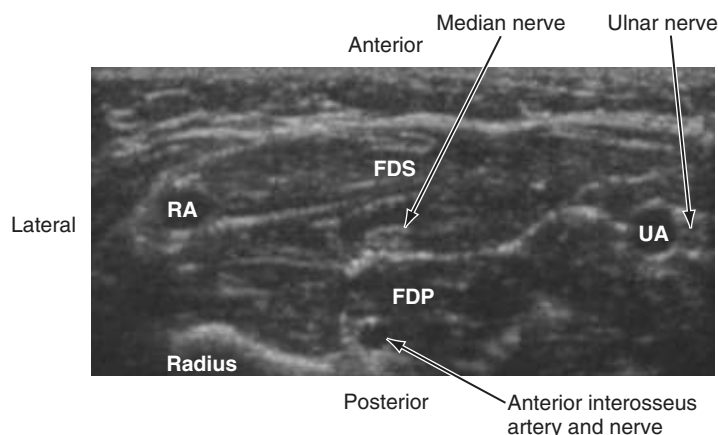 Median nerve
Ulnar nerve
Anterior
FDS
RA
Lateral
UA
FDP
Radius
Posterior
Anterior interosseus
artery and nerve